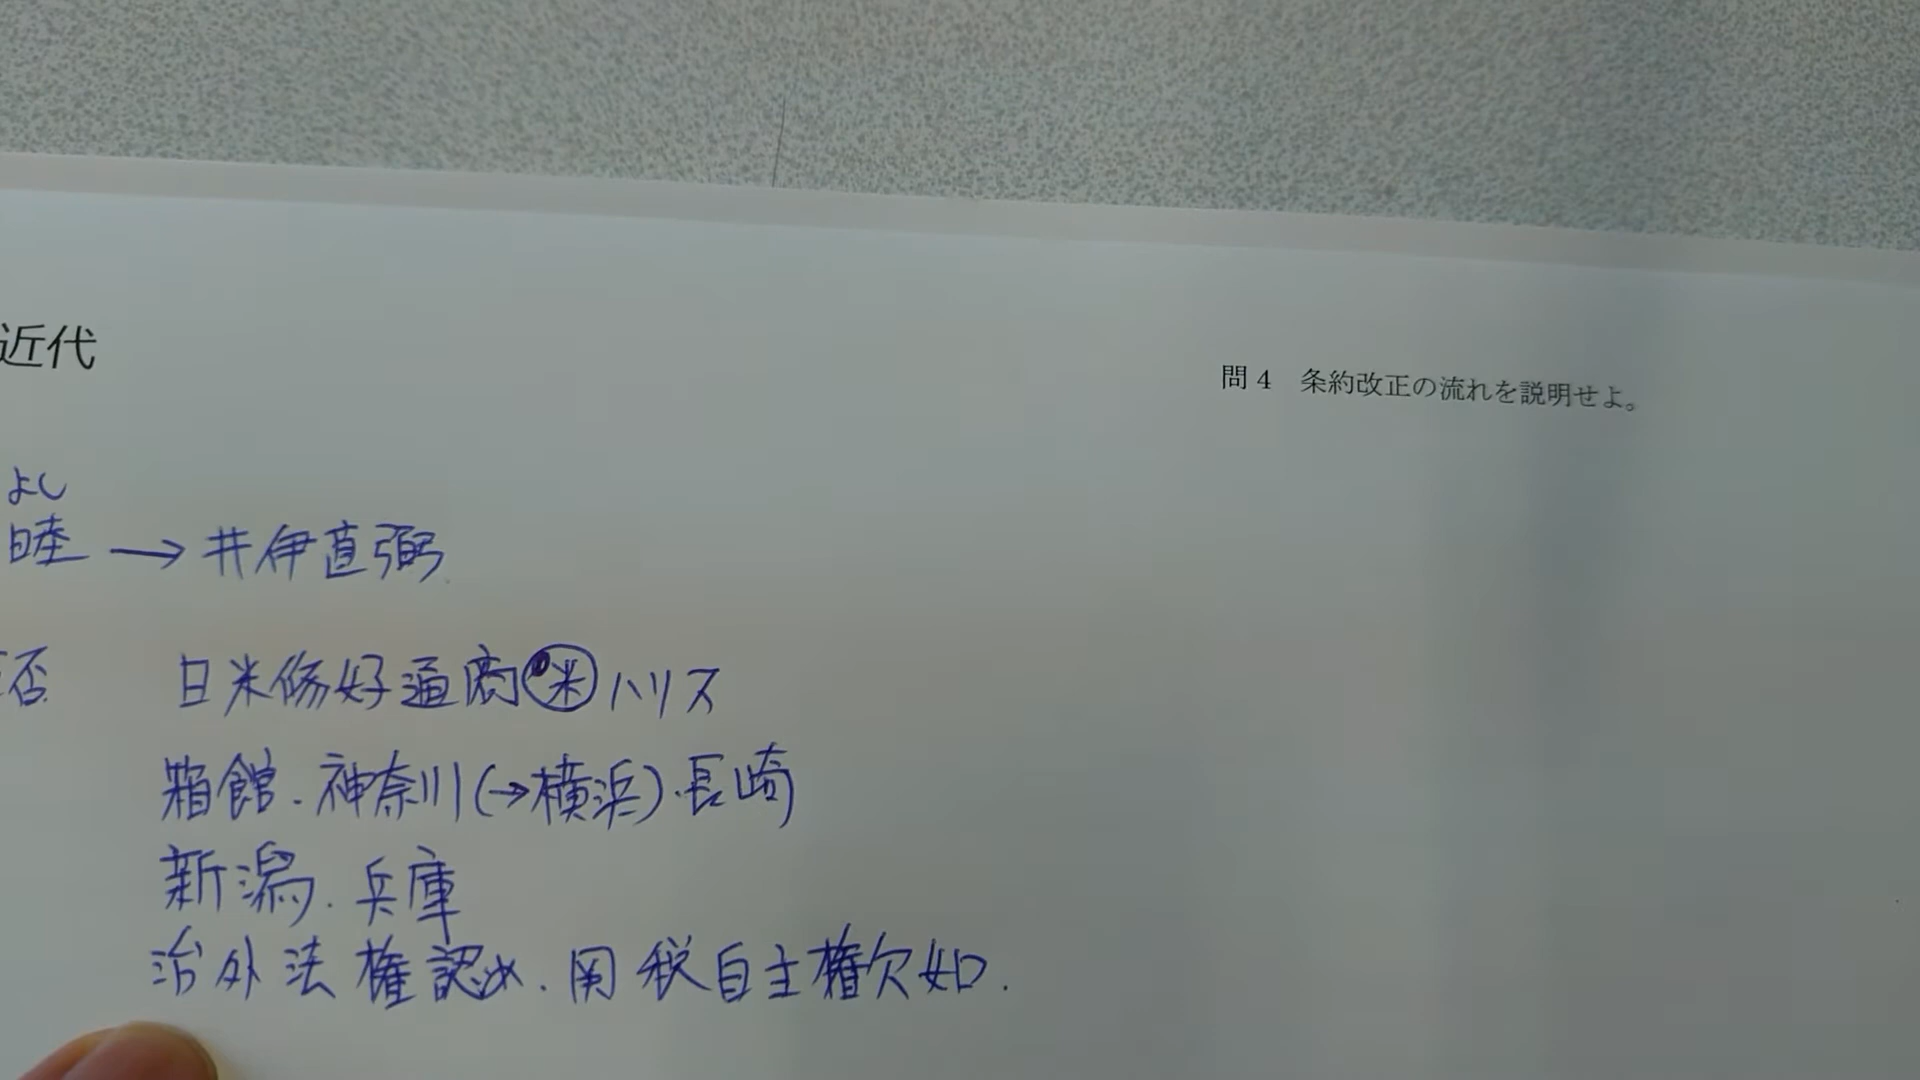 近代
問4 条約改正の流れを説明せよ。
よし
睦 → 井伊直弼
否 日米修好通商 米 ハリス
箱館.神奈川(→横浜).長崎
新潟.兵庫
治外法権認め.関税自主権欠如.